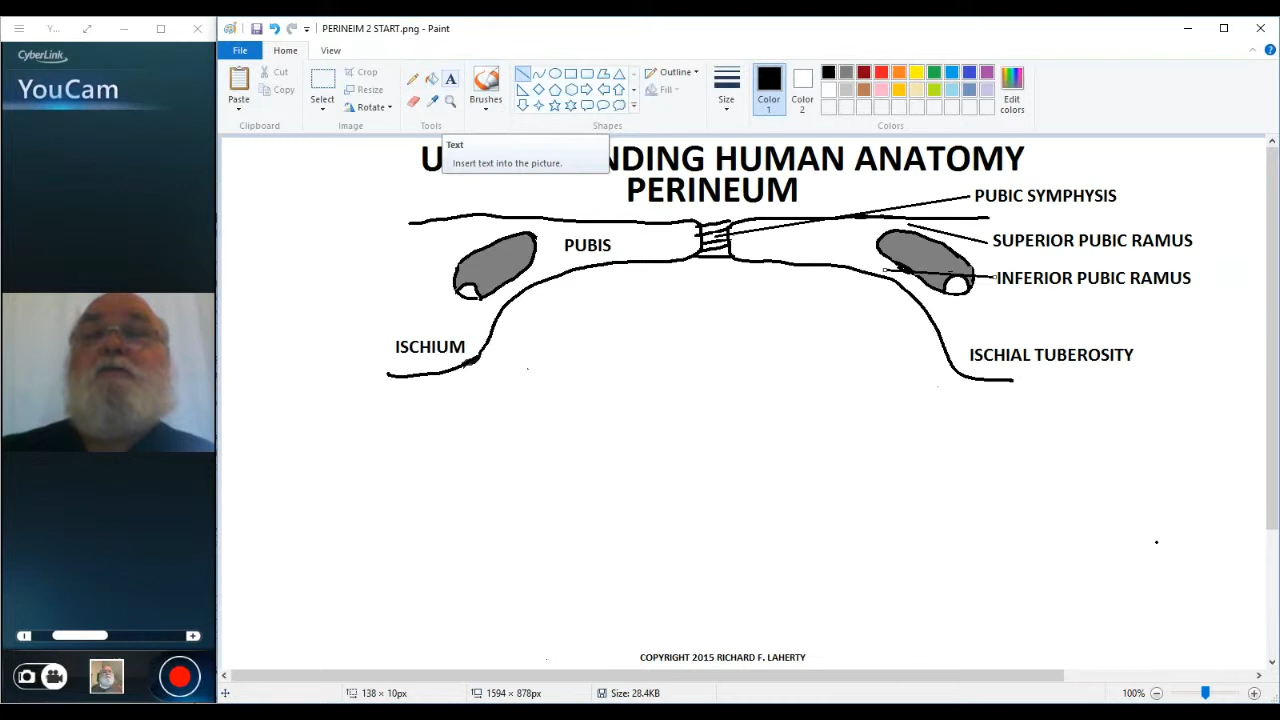 Y...
PERINEIM 2 START.png - Paint
CyberLink
YouCam
File Home View
Cut
Copy
Paste
Clipboard
Crop
Resize
Rotate
Select
Image
A
Tools
Brushes
Shapes
Outline
Fill
Size
Color
1
Color
2
Edit
colors
Colors
Text
Insert text into the picture.
NDING HUMAN ANATOMY
PERINEUM
PUBIC SYMPHYSIS
PUBIS
SUPERIOR PUBIC RAMUS
INFERIOR PUBIC RAMUS
ISCHIUM
ISCHIAL TUBEROSITY
COPYRIGHT 2015 RICHARD F. LAHERTY
138 × 10px
1594 × 878px
Size: 28.4KB
100%